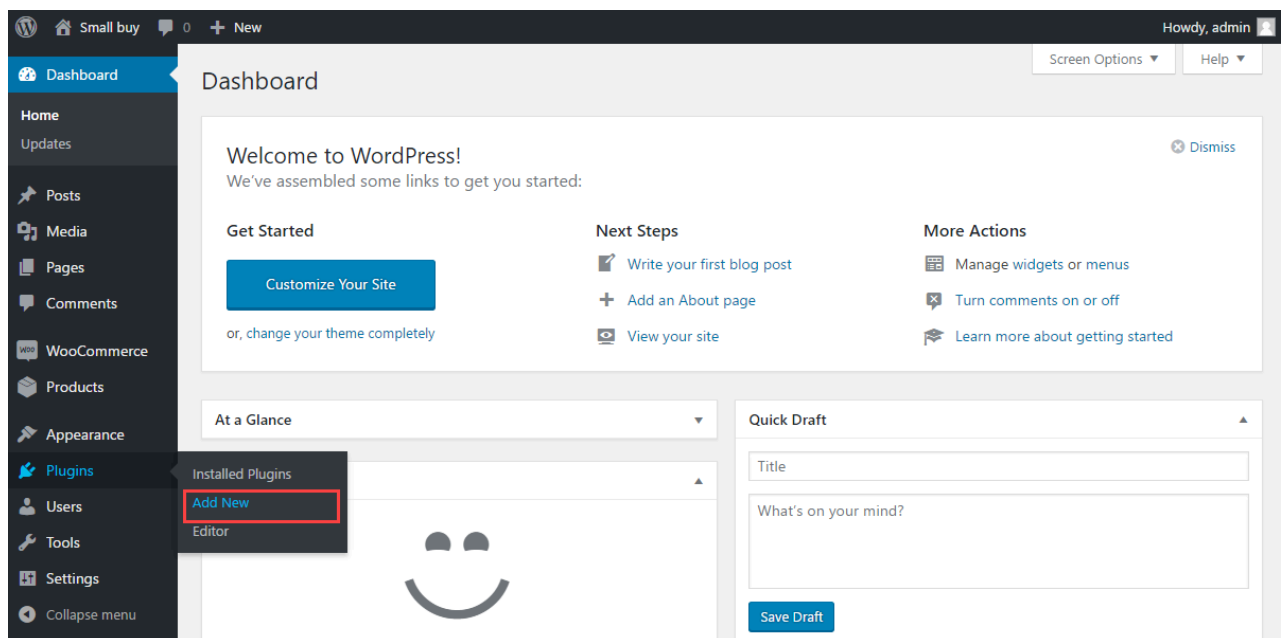 Small buy 0 New Howdy, admin
Screen Options Help
Dashboard
Home
Updates
Posts
Media
Pages
Comments
WOO WooCommerce
Products
Appearance
Plugins
Users
Tools
Settings
Collapse menu
Installed Plugins
Add New
Editor
Dashboard
Welcome to WordPress!
Dismiss
We've assembled some links to get you started:
Get Started
Customize Your Site
or, change your theme completely
Next Steps
Write your first blog post
Add an About page
View your site
More Actions
Manage widgets or menus
Turn comments on or off
Learn more about getting started
At a Glance
Quick Draft
Title
What's on your mind?
Save Draft